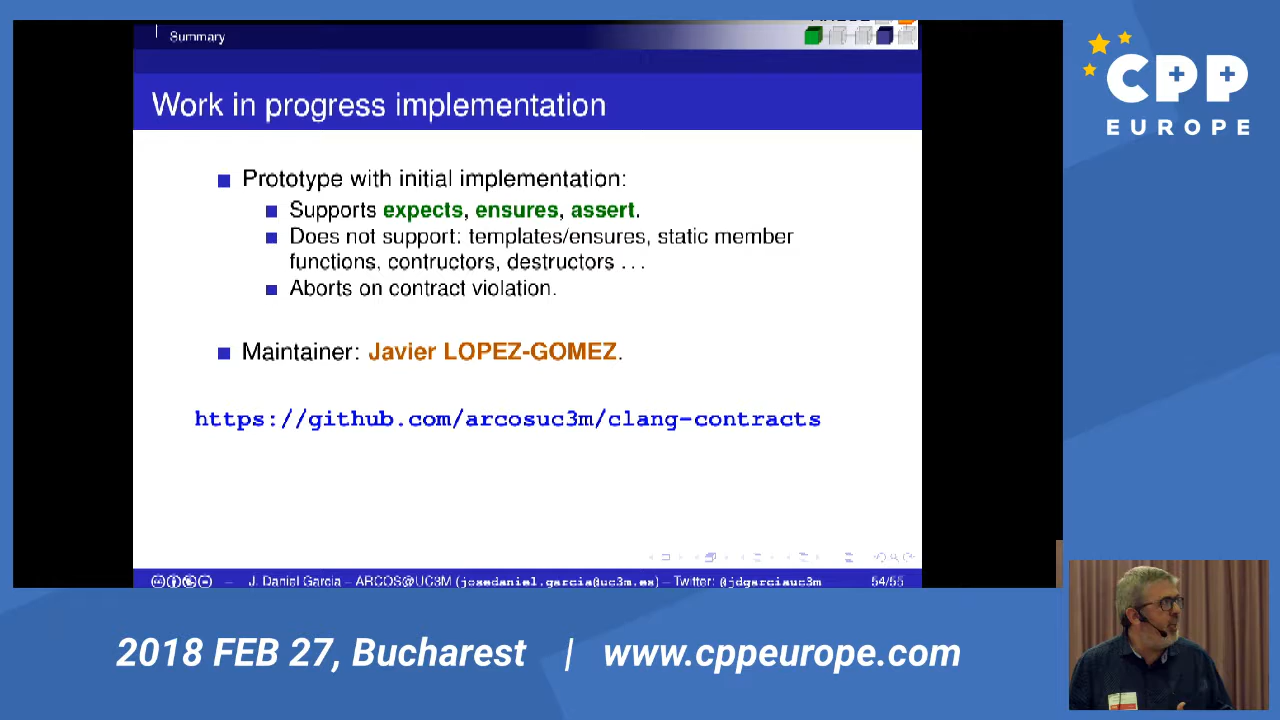 Summary
Work in progress implementation
Prototype with initial implementation:
Supports expects, ensures, assert.
Does not support: templates/ensures, static member
functions, contructors, destructors ...
Aborts on contract violation.
Maintainer: Javier LOPEZ-GOMEZ.
https://github.com/arcosuc3m/clang-contracts
J. Daniel Garcia – ARCOS@UC3M (josedaniel.garcia@uc3m.es) – Twitter: @jdgarciauc3m 54/55
CPP
EUROPE
2018 FEB 27, Bucharest | www.cppeurope.com